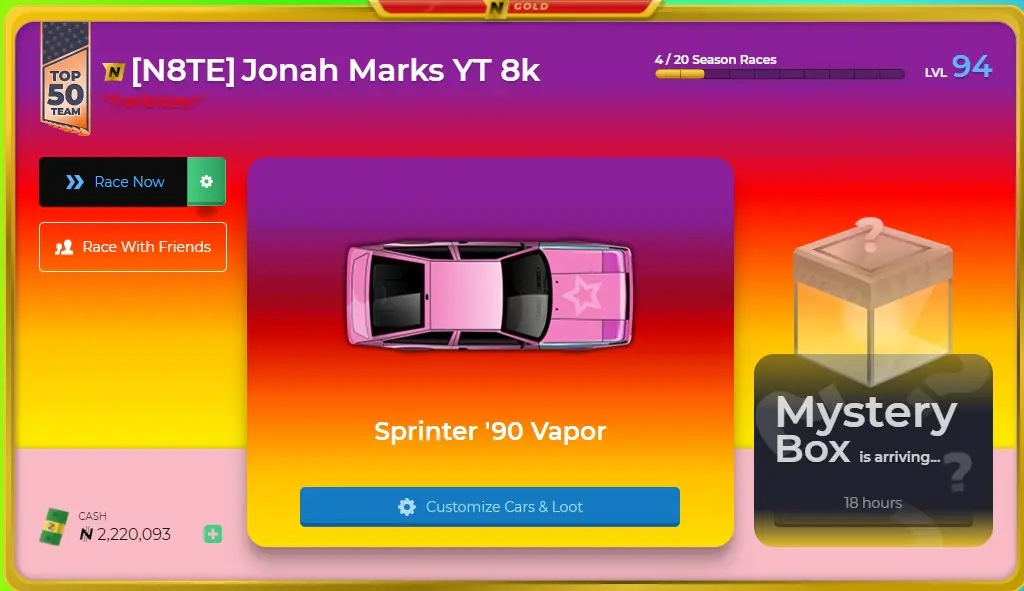 GOLD
TOP
50
TEAM
[N8TE] Jonah Marks YT 8k
"Trailblazer"
4 / 20 Season Races
LVL 94
Race Now
Race With Friends
Sprinter '90 Vapor
Customize Cars & Loot
Mystery
Box is arriving...
18 hours
CASH
N 2,220,093